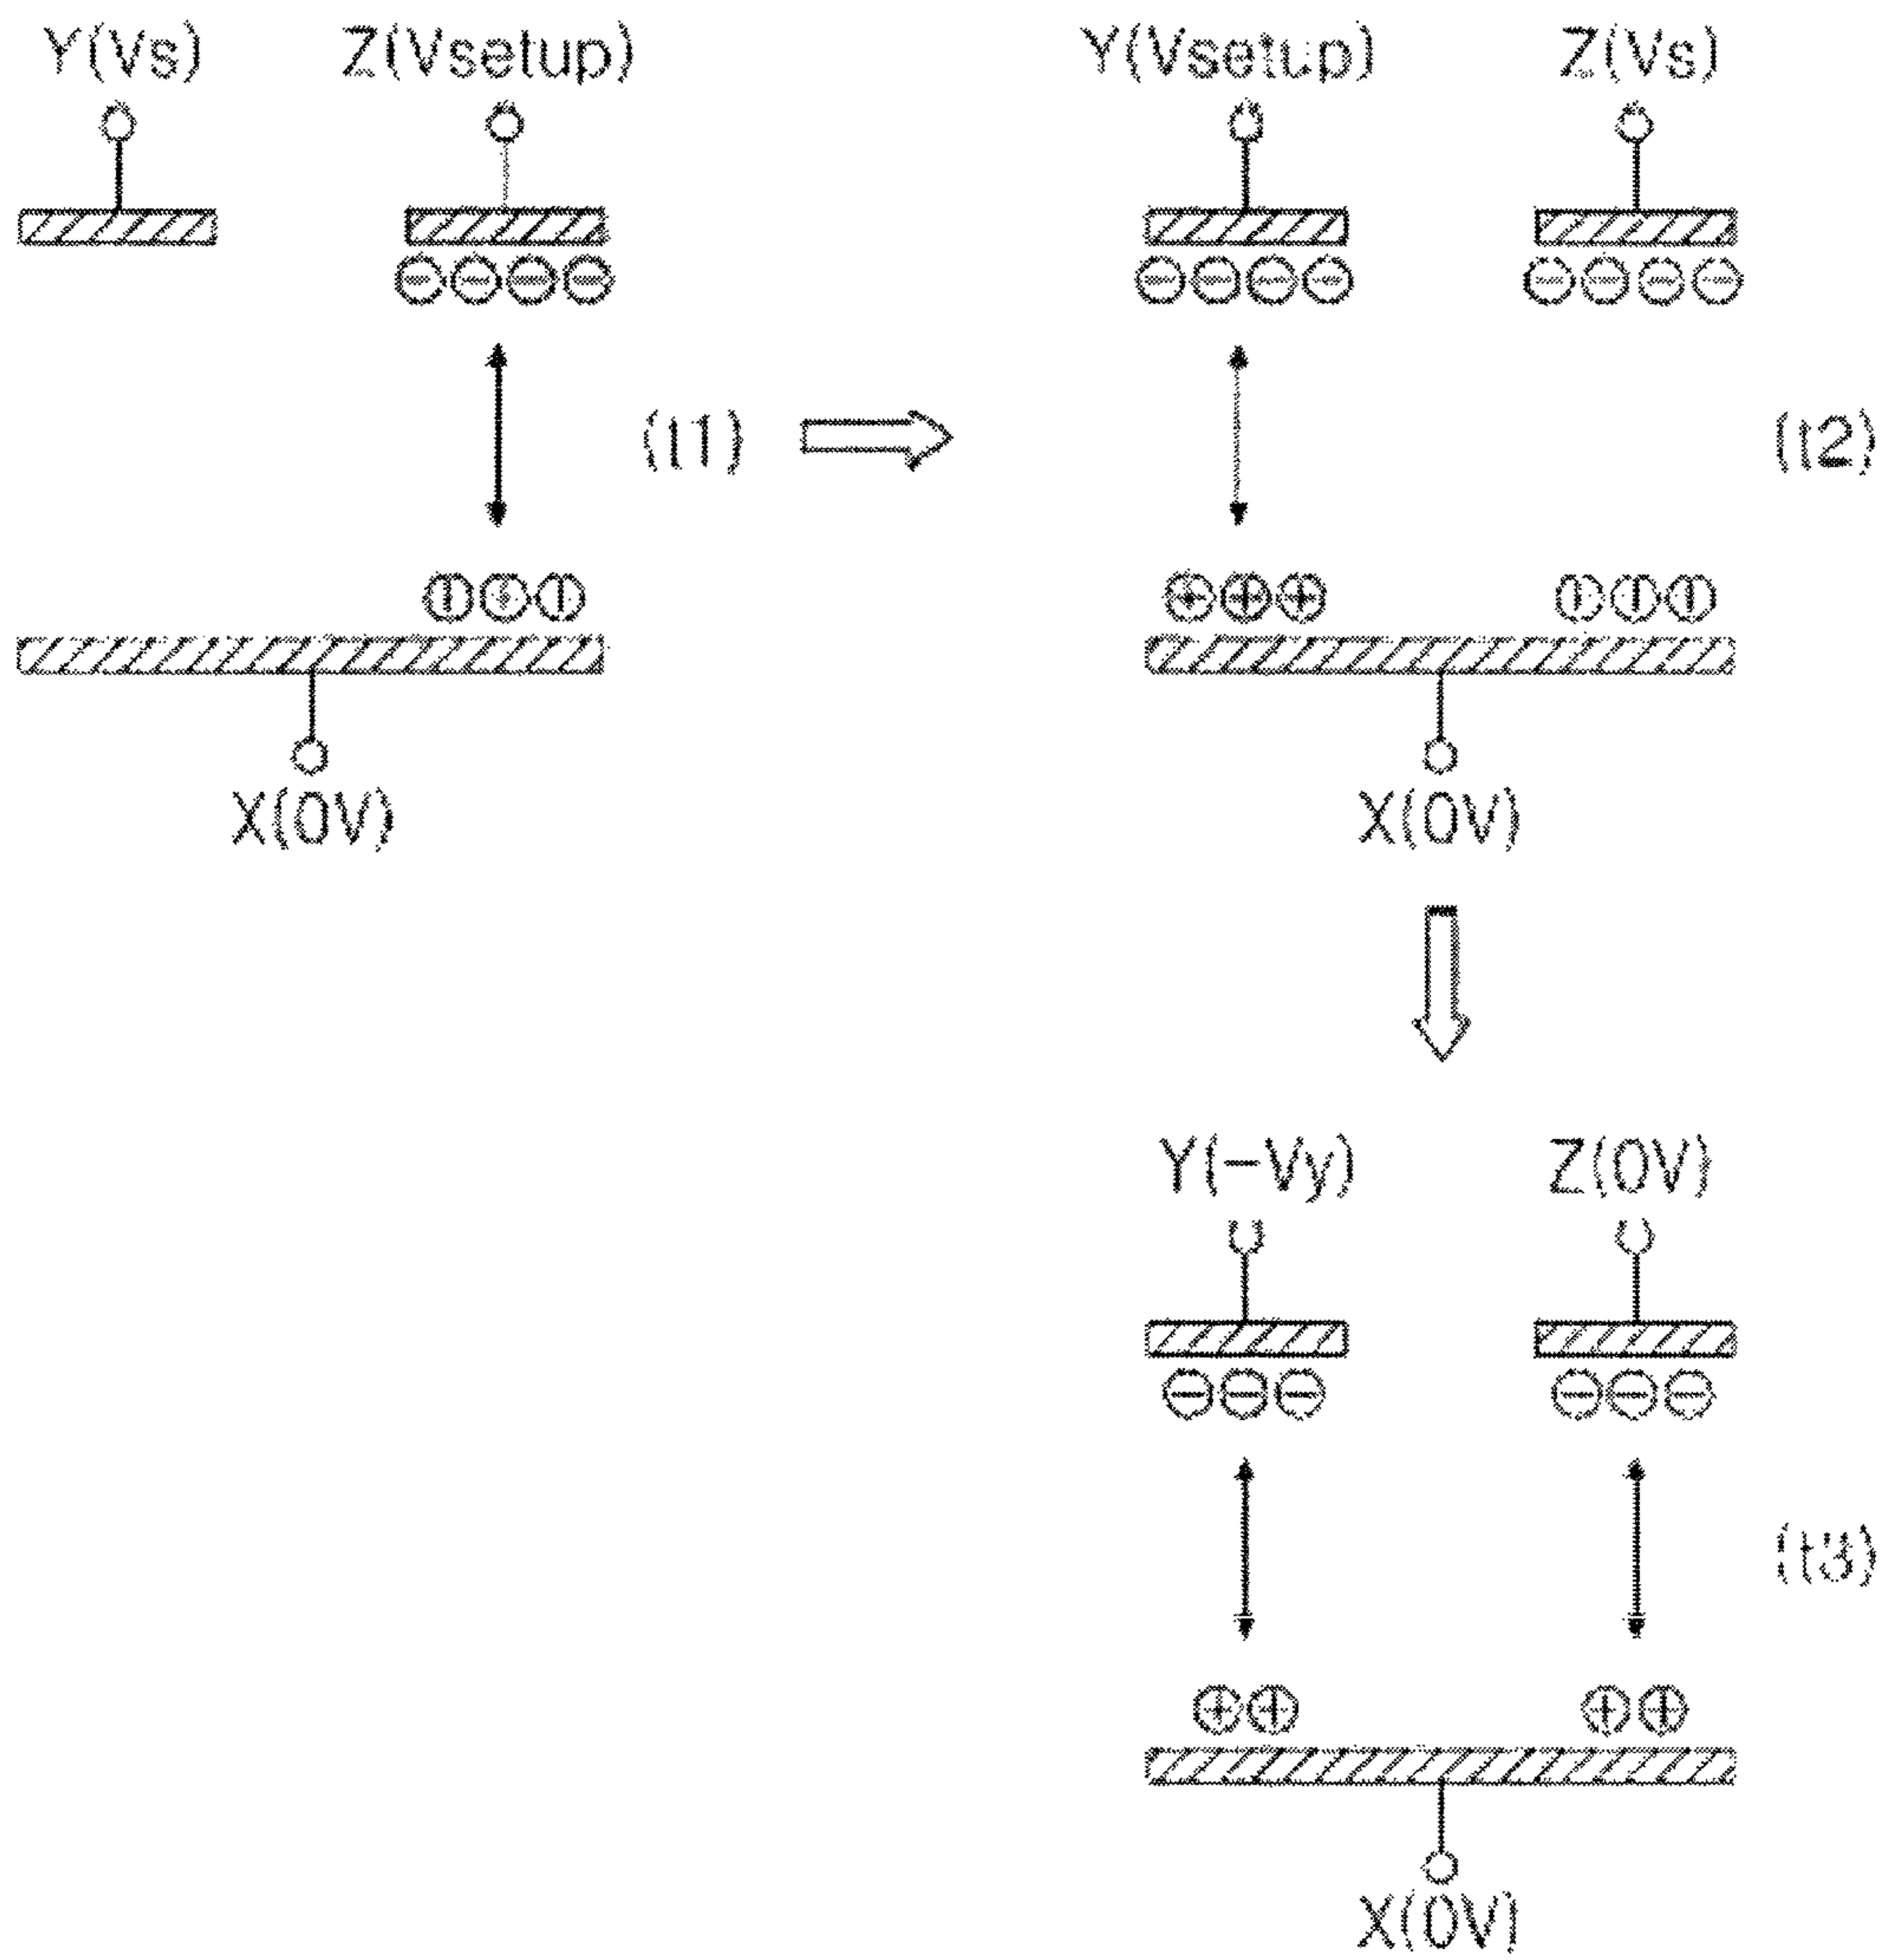 Y(Vs) Z(Vsetup)
Y(Vsetup) Z(Vs)
(t1)
(t2)
X(0V)
X(0V)
Y(-Vy) Z(0V)
(t3)
X(0V)